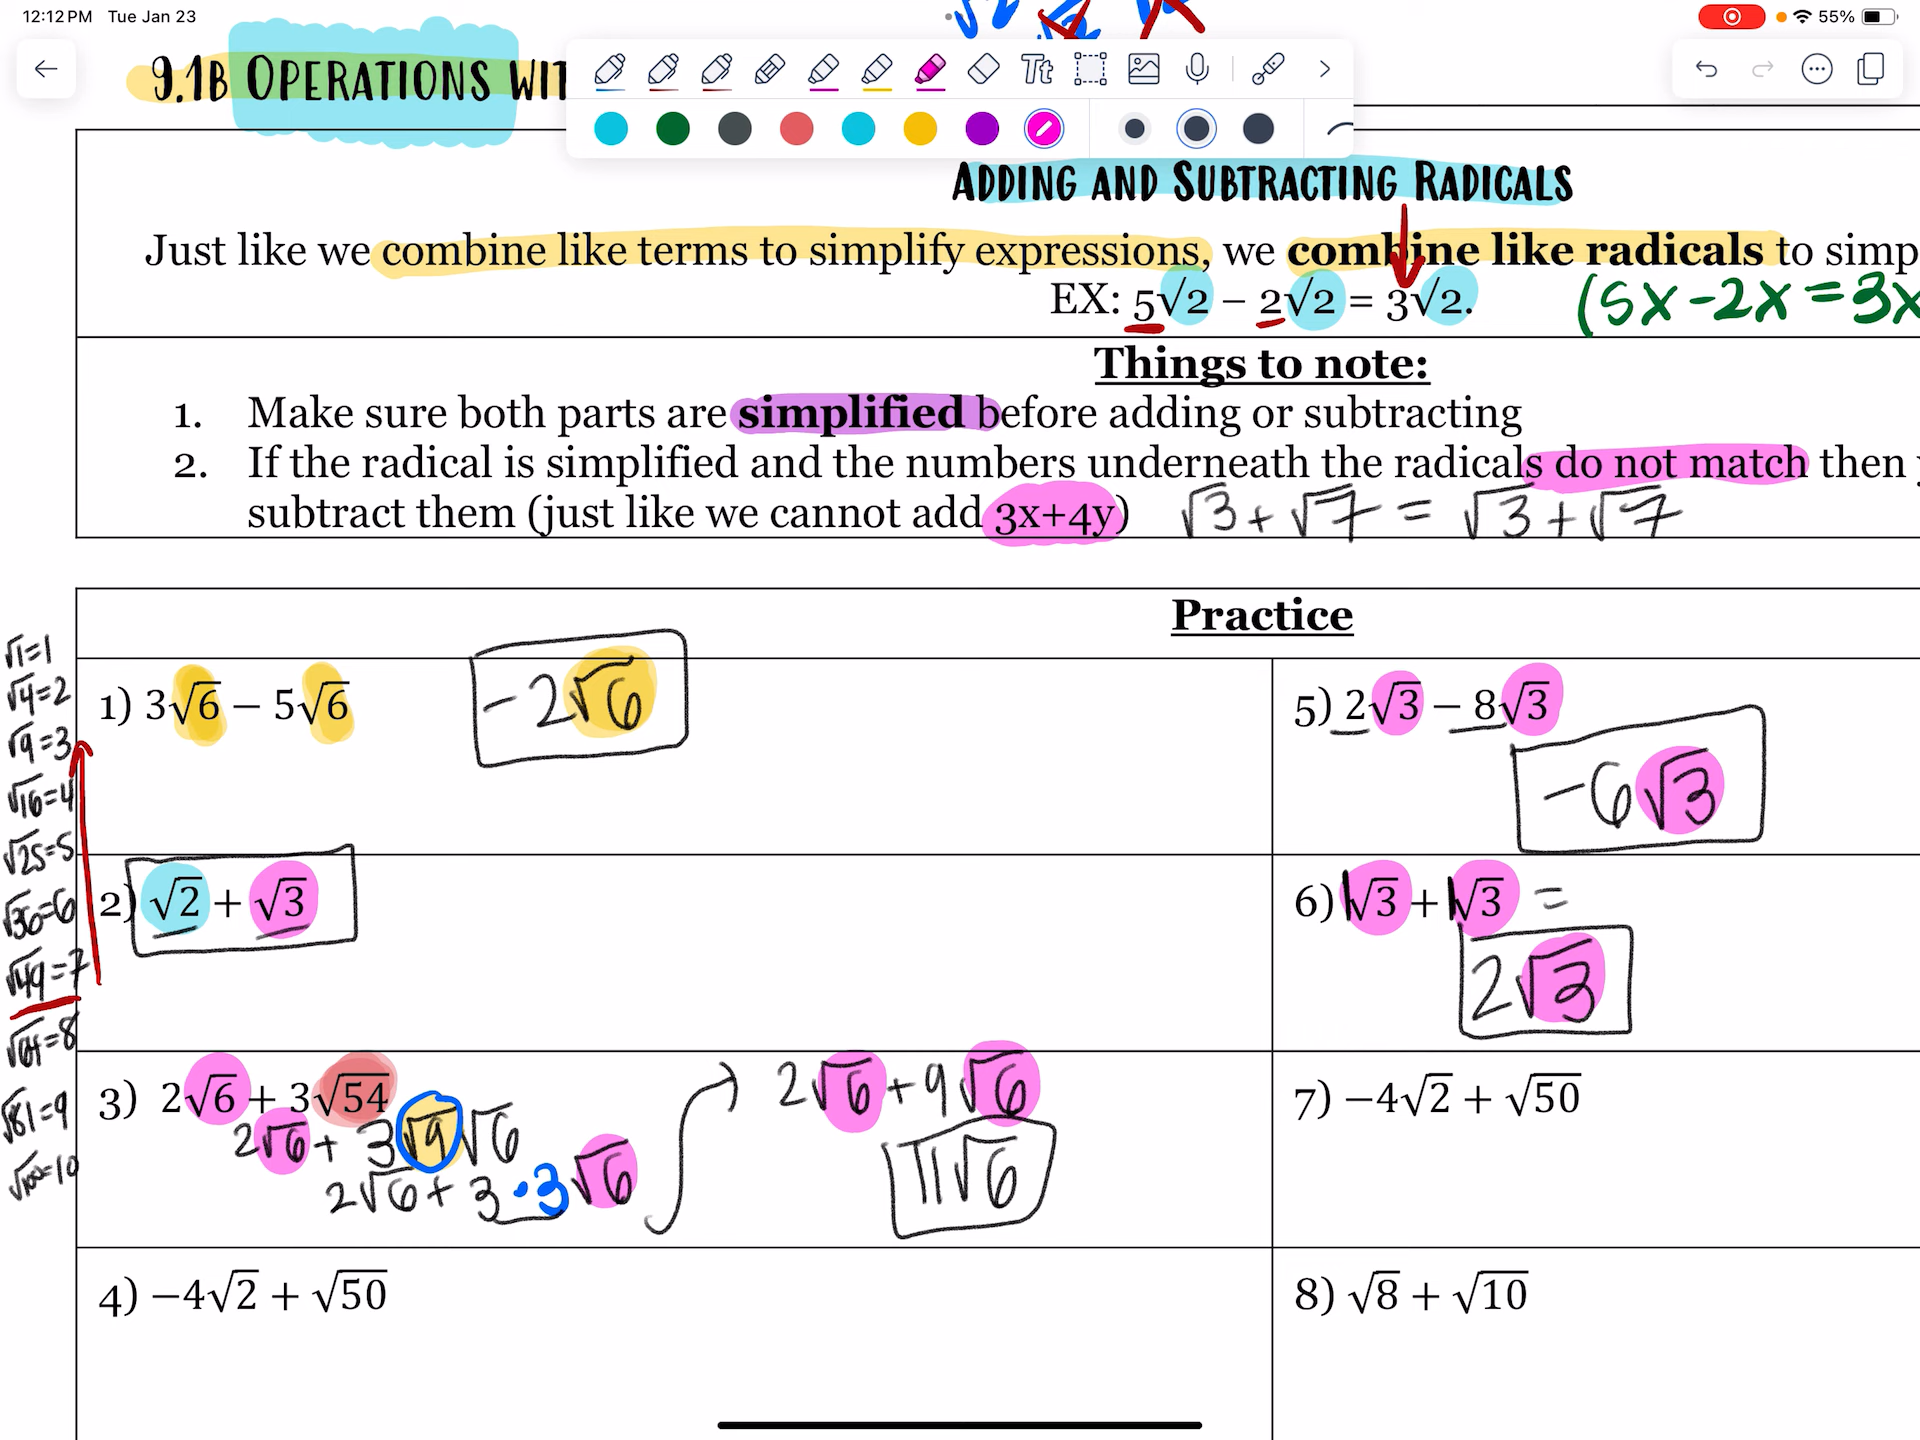 12:12 PM Tue Jan 23
55%
9.1B OPERATIONS WIT
Tt
ADDING AND SUBTRACTING RADICALS
Just like we combine like terms to simplify expressions, we combine like radicals to simp
EX: 5√2 − 2√2 = 3√2. (5x-2x=3x
Things to note:
1. Make sure both parts are simplified before adding or subtracting
2. If the radical is simplified and the numbers underneath the radicals do not match then
subtract them (just like we cannot add 3x+4y) √3+√7 = √3+√7
Practice
√1=1
√4=2
√9=3
√16=4
√25=5
√36=6
√49=7
√64=8
√81=9
√100=10
1) 3√6 − 5√6 -2√6
2) √2 + √3
3) 2√6 + 3√54
2√6+ 3√9√6
2√6+ 3·3√6
2√6+9√6
11√6
4) −4√2 + √50
5) 2√3 − 8√3
-6√3
6) 1√3 + 1√3 =
2√3
7) −4√2 + √50
8) √8 + √10